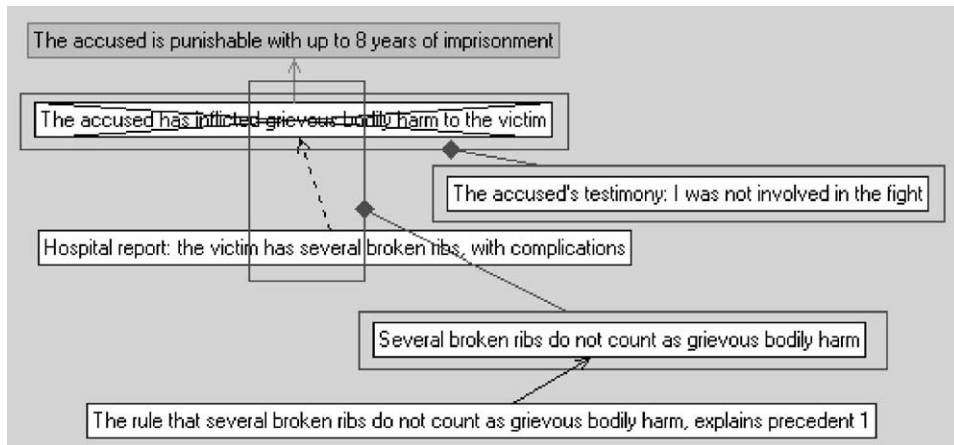 The accused is punishable with up to 8 years of imprisonment
The accused has inflicted grievous bodily harm to the victim
The accused's testimony: I was not involved in the fight
Hospital report: the victim has several broken ribs, with complications
Several broken ribs do not count as grievous bodily harm
The rule that several broken ribs do not count as grievous bodily harm, explains precedent 1